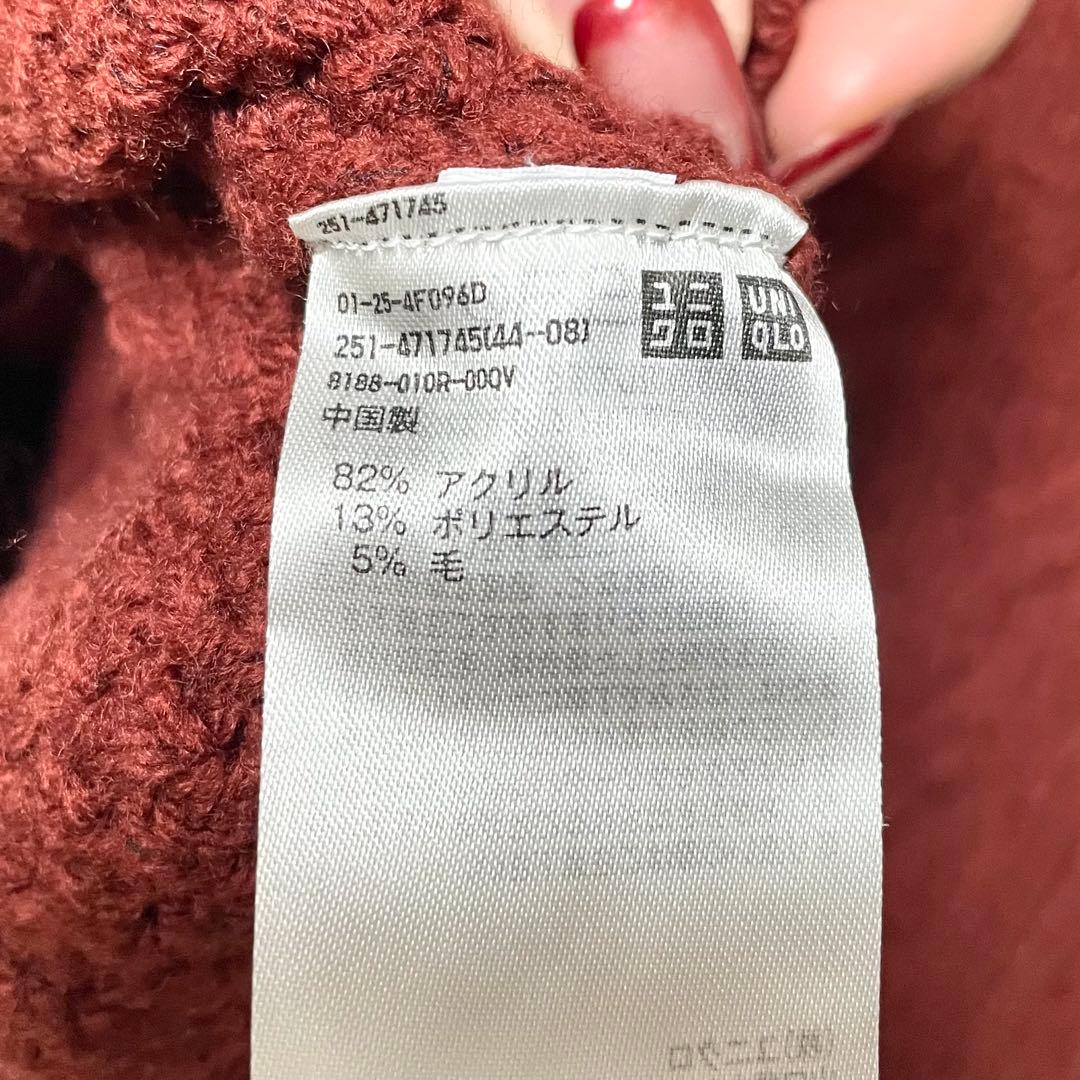 251-471745
01-25-4F096D
251-471745(44-08)
8188-010R-00QV
中国製
ユニ
クロ
UNI
QLO
82% アクリル
13% ポリエステル
5% 毛